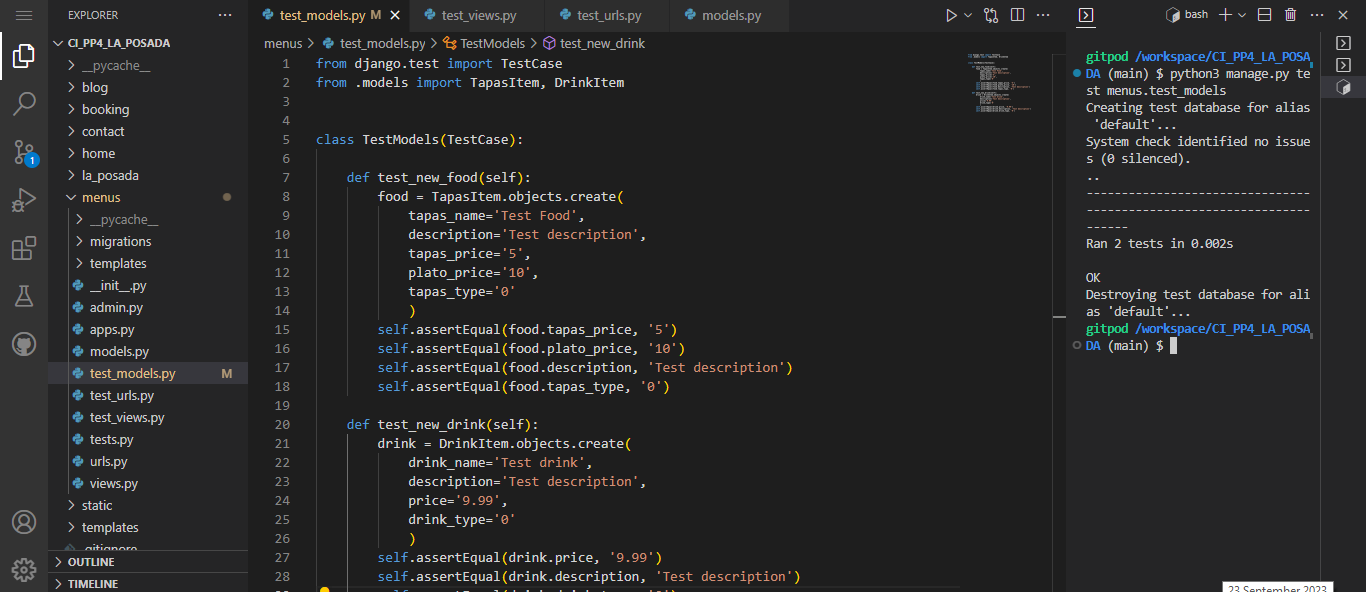 EXPLORER
CI_PP4_LA_POSADA
__pycache__
blog
booking
contact
home
la_posada
menus
__pycache__
migrations
templates
__init__.py
admin.py
apps.py
models.py
test_models.py M
test_urls.py
test_views.py
tests.py
urls.py
views.py
static
templates
.gitignore
OUTLINE
TIMELINE
1
test_models.py M
test_views.py
test_urls.py
models.py
menus > test_models.py > TestModels > test_new_drink
1 from django.test import TestCase
2 from .models import TapasItem, DrinkItem
3
4
5 class TestModels(TestCase):
6
7 def test_new_food(self):
8 food = TapasItem.objects.create(
9 tapas_name='Test Food',
10 description='Test description',
11 tapas_price='5',
12 plato_price='10',
13 tapas_type='0'
14 )
15 self.assertEqual(food.tapas_price, '5')
16 self.assertEqual(food.plato_price, '10')
17 self.assertEqual(food.description, 'Test description')
18 self.assertEqual(food.tapas_type, '0')
19
20 def test_new_drink(self):
21 drink = DrinkItem.objects.create(
22 drink_name='Test drink',
23 description='Test description',
24 price='9.99',
25 drink_type='0'
26 )
27 self.assertEqual(drink.price, '9.99')
28 self.assertEqual(drink.description, 'Test description')
bash
gitpod /workspace/CI_PP4_LA_POSA
DA (main) $ python3 manage.py te
st menus.test_models
Creating test database for alias
'default'...
System check identified no issue
s (0 silenced).
..
--------------------------------
--------------------------------
------
Ran 2 tests in 0.002s
OK
Destroying test database for ali
as 'default'...
gitpod /workspace/CI_PP4_LA_POSA
DA (main) $
23 September 2023